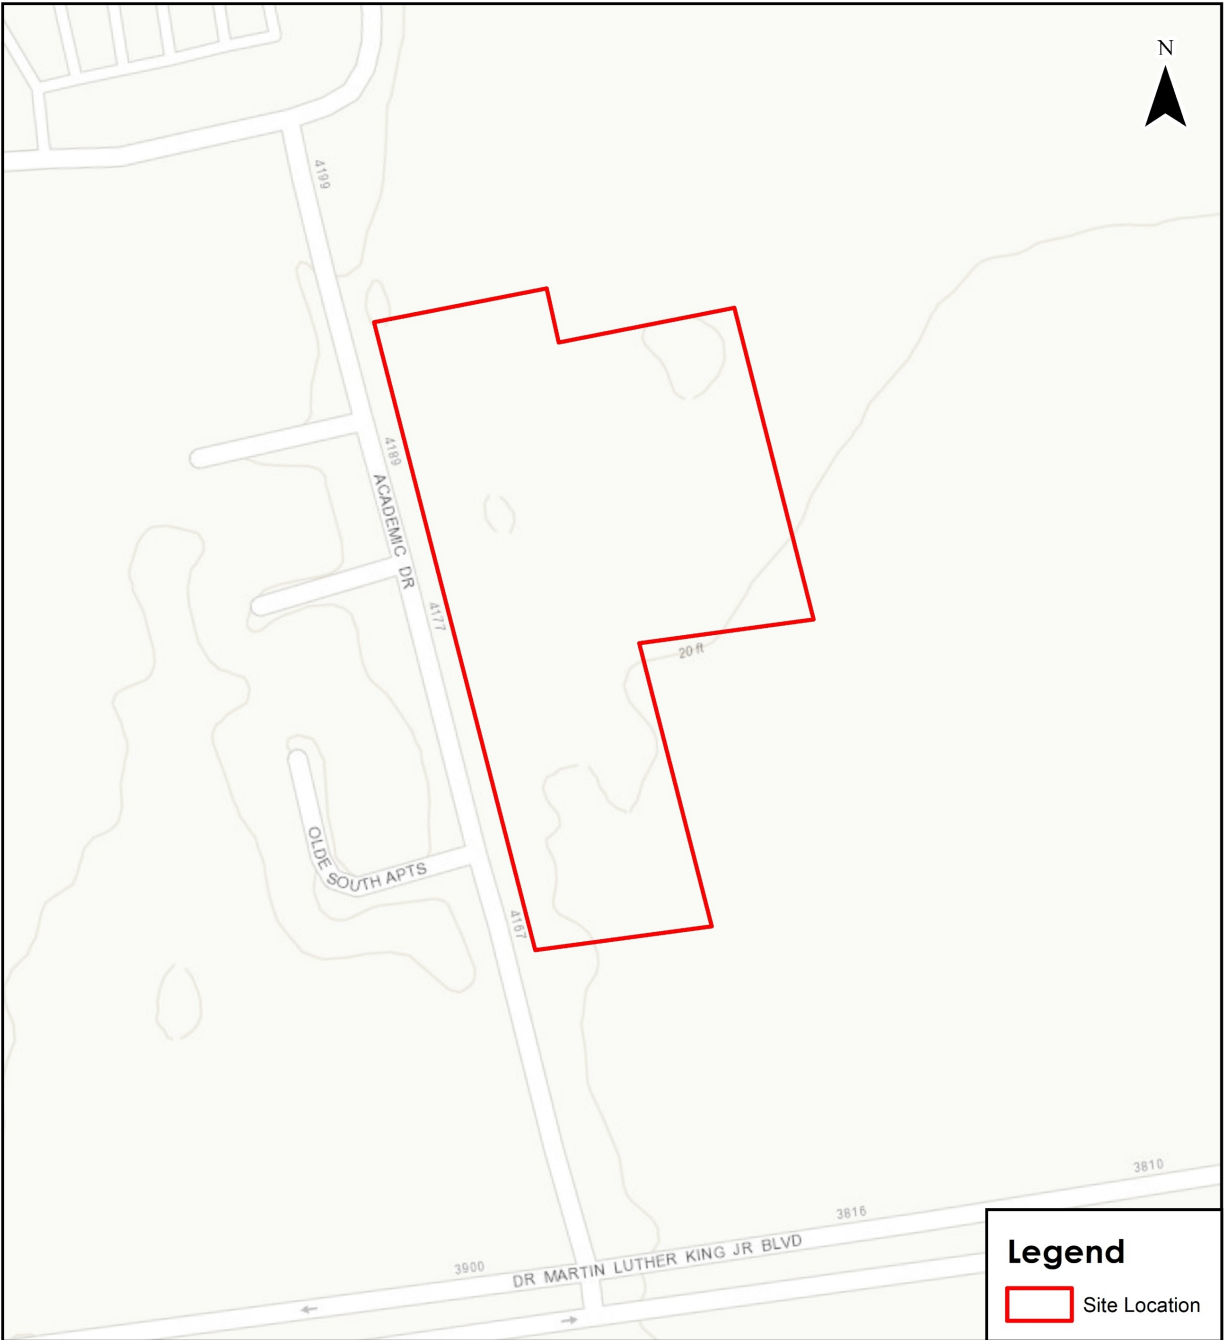 N
4199
4189
ACADEMIC DR
4177
20 ft
OLDE
SOUTH APTS
4167
3810
3816
3900
DR MARTIN LUTHER KING JR BLVD
Legend
Site Location